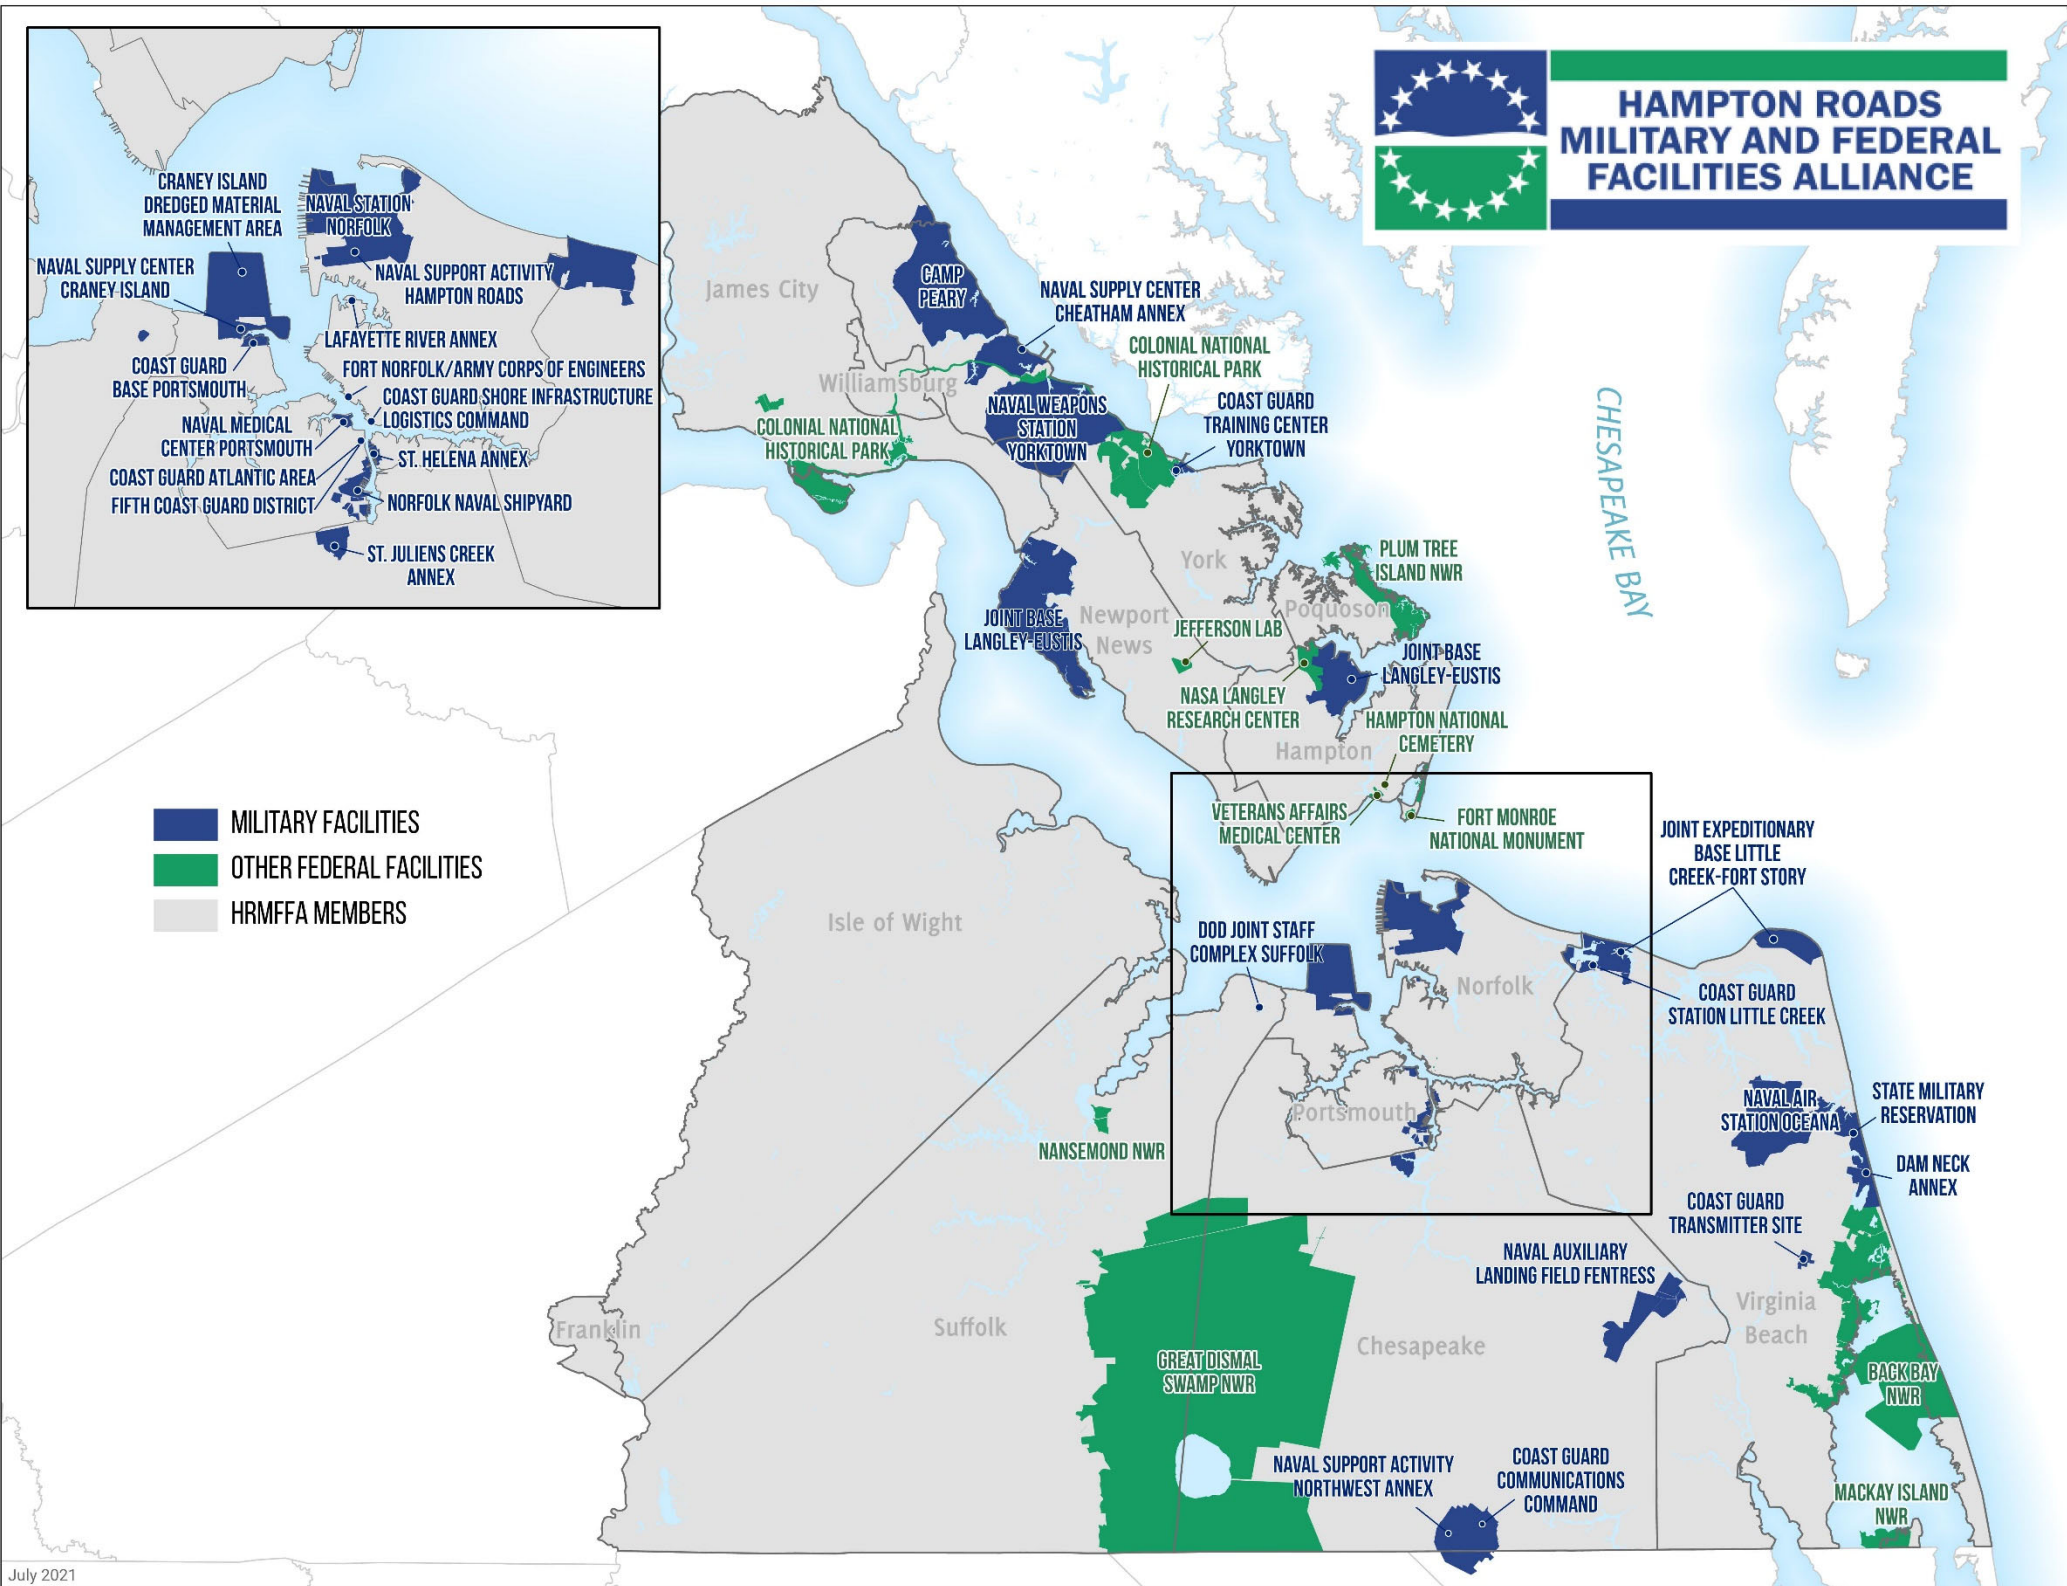 HAMPTON ROADS
MILITARY AND FEDERAL
FACILITIES ALLIANCE
CRANEY ISLAND
DREDGED MATERIAL
MANAGEMENT AREA
NAVAL STATION
NORFOLK
NAVAL SUPPLY CENTER
CRANEY ISLAND
NAVAL SUPPORT ACTIVITY
HAMPTON ROADS
LAFAYETTE RIVER ANNEX
COAST GUARD
BASE PORTSMOUTH
FORT NORFOLK/ARMY CORPS OF ENGINEERS
COAST GUARD SHORE INFRASTRUCTURE
LOGISTICS COMMAND
NAVAL MEDICAL
CENTER PORTSMOUTH
ST. HELENA ANNEX
COAST GUARD ATLANTIC AREA
FIFTH COAST GUARD DISTRICT
NORFOLK NAVAL SHIPYARD
ST. JULIENS CREEK
ANNEX
James City
CAMP
PEARY
NAVAL SUPPLY CENTER
CHEATHAM ANNEX
COLONIAL NATIONAL
HISTORICAL PARK
Williamsburg
NAVAL WEAPONS
STATION
YORKTOWN
COAST GUARD
TRAINING CENTER
YORKTOWN
COLONIAL NATIONAL
HISTORICAL PARK
CHESAPEAKE BAY
York
PLUM TREE
ISLAND NWR
Poquoson
JOINT BASE
LANGLEY-EUSTIS
Newport
News
JEFFERSON LAB
JOINT BASE
LANGLEY-EUSTIS
NASA LANGLEY
RESEARCH CENTER
HAMPTON NATIONAL
CEMETERY
Hampton
VETERANS AFFAIRS
MEDICAL CENTER
FORT MONROE
NATIONAL MONUMENT
MILITARY FACILITIES
OTHER FEDERAL FACILITIES
HRMFFA MEMBERS
JOINT EXPEDITIONARY
BASE LITTLE
CREEK-FORT STORY
Isle of Wight
DOD JOINT STAFF
COMPLEX SUFFOLK
Norfolk
COAST GUARD
STATION LITTLE CREEK
Portsmouth
NAVAL AIR
STATION OCEANA
STATE MILITARY
RESERVATION
NANSEMOND NWR
DAM NECK
ANNEX
COAST GUARD
TRANSMITTER SITE
NAVAL AUXILIARY
LANDING FIELD FENTRESS
Virginia
Beach
Franklin
Suffolk
Chesapeake
GREAT DISMAL
SWAMP NWR
BACK BAY
NWR
NAVAL SUPPORT ACTIVITY
NORTHWEST ANNEX
COAST GUARD
COMMUNICATIONS
COMMAND
MACKAY ISLAND
NWR
July 2021